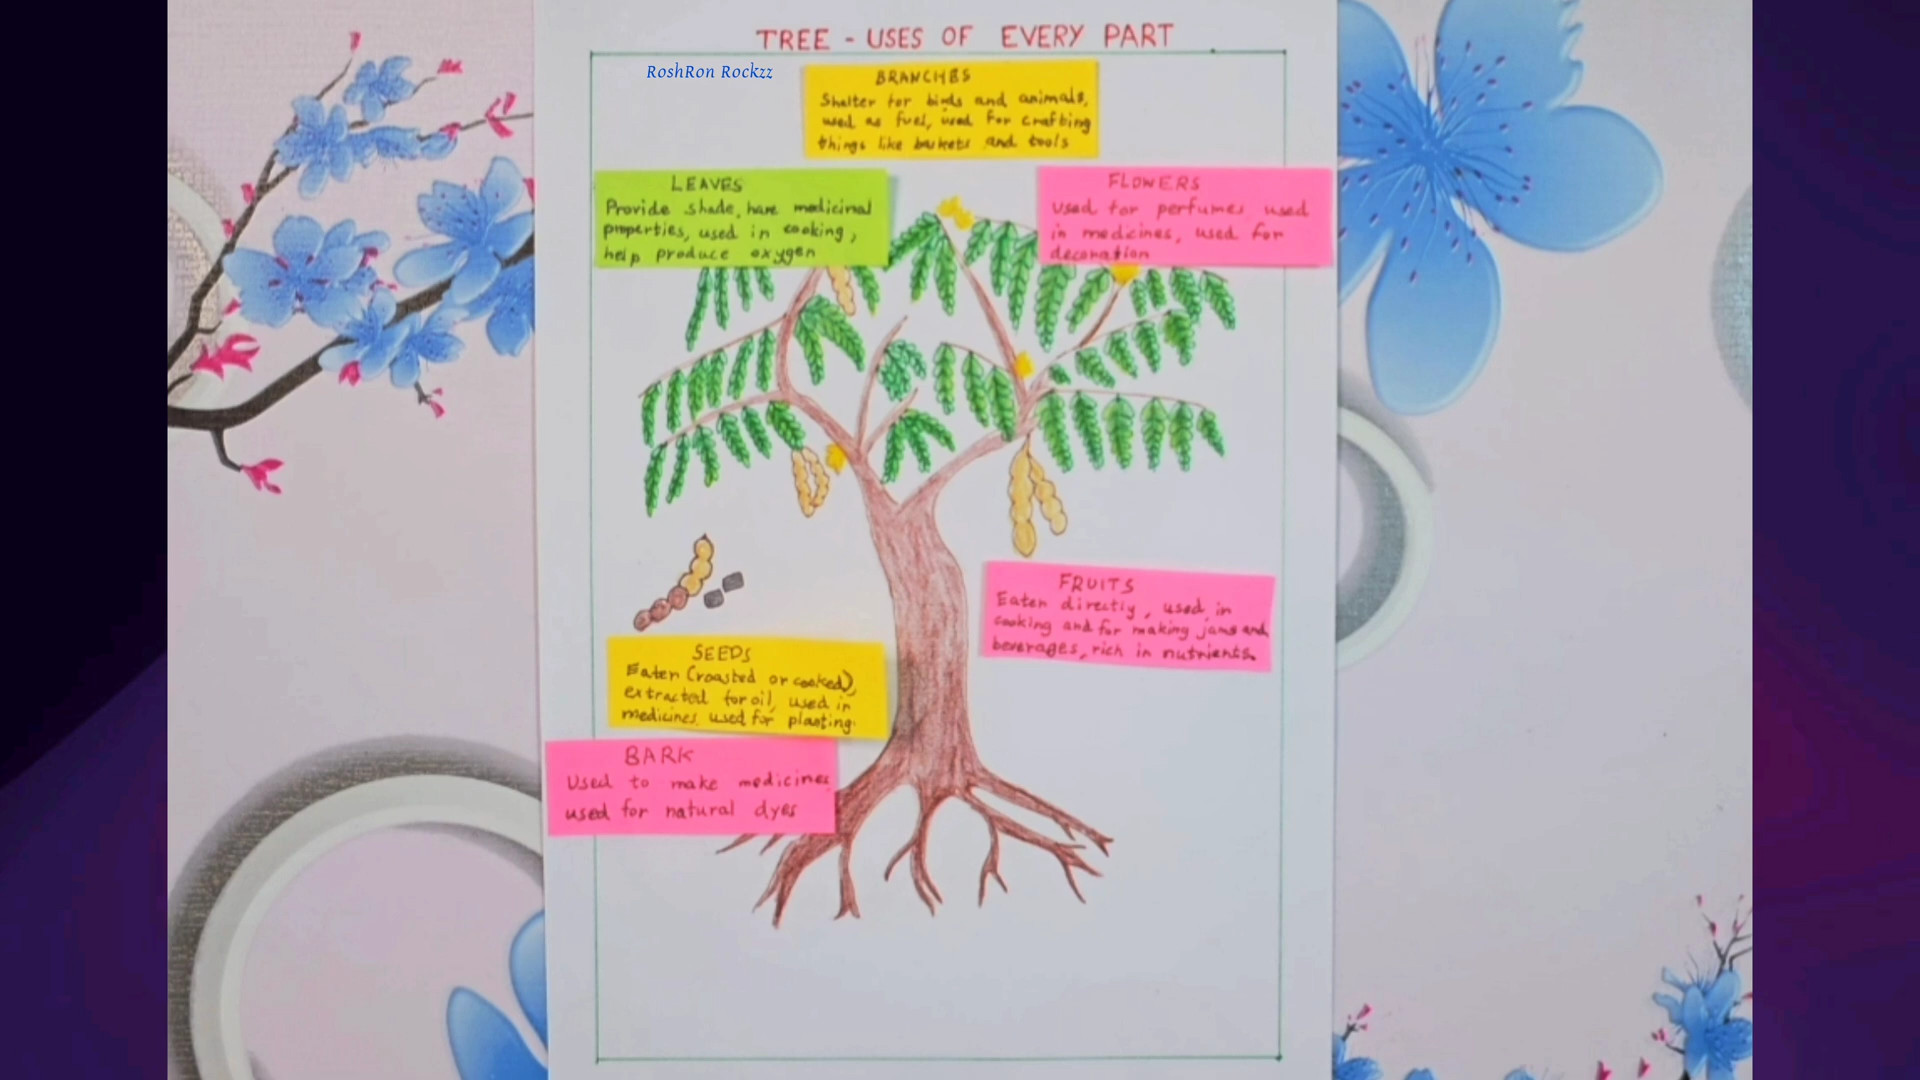 TREE - USES OF EVERY PART
RoshRon Rockzz
BRANCHES
Shelter for birds and animals,
used as fuel, used for crafting
things like baskets and tools
LEAVES
Provide shade, have medicinal
properties, used in cooking,
help produce oxygen
FLOWERS
Used for perfumes, used
in medicines, used for
decoration
FRUITS
Eaten directly, used in
cooking and for making jams and
beverages, rich in nutrients.
SEEDS
Eaten (roasted or cooked),
extracted for oil, used in
medicines, used for planting.
BARK
Used to make medicines
used for natural dyes